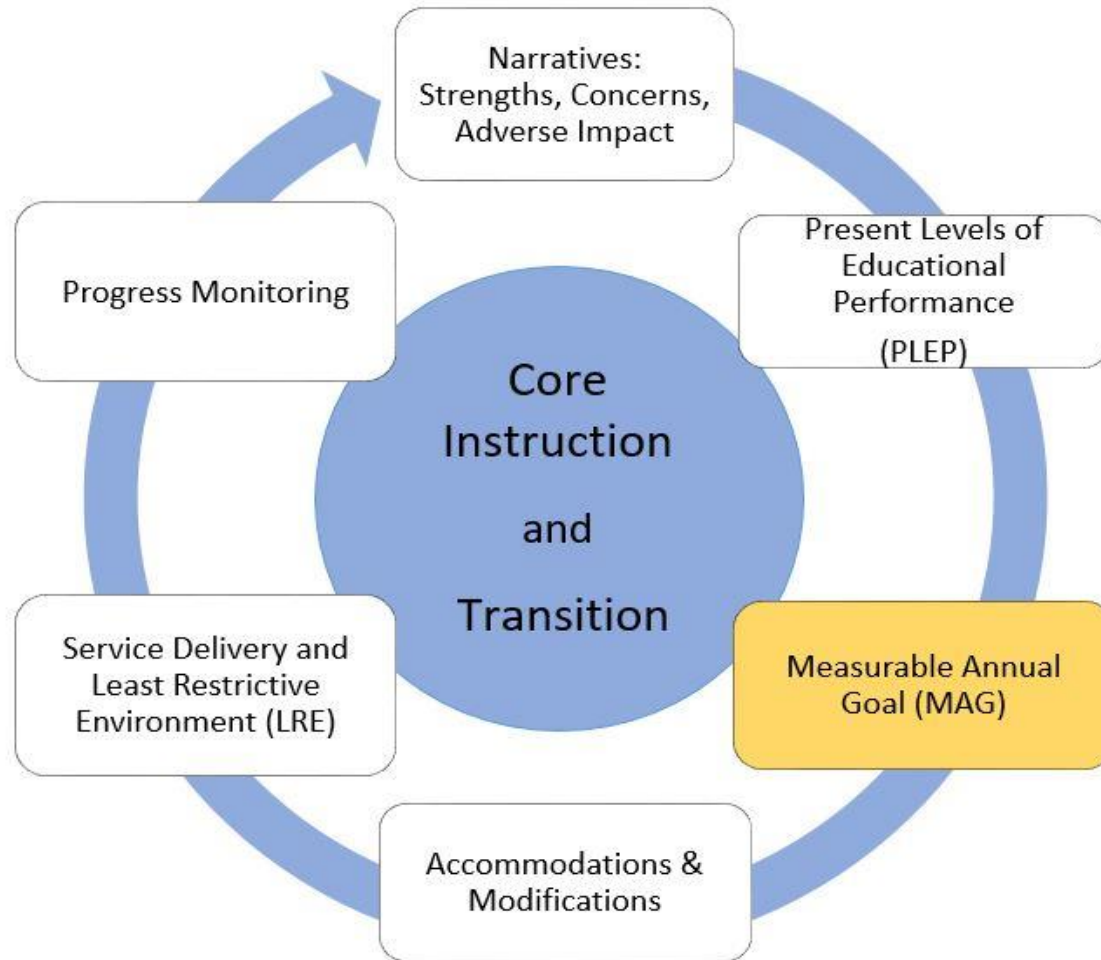 Narratives:
Strengths, Concerns,
Adverse Impact
Present Levels of
Educational
Performance
(PLEP)
Measurable Annual
Goal (MAG)
Accommodations &
Modifications
Service Delivery and
Least Restrictive
Environment (LRE)
Progress Monitoring
Core
Instruction
and
Transition